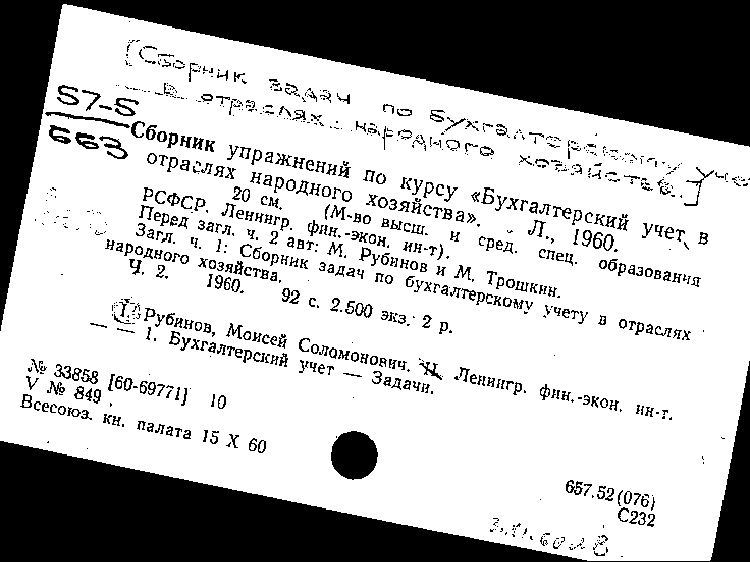 [Сборник задач по бухгалтерскому учету
в отраслях народного хозяйства.]
57-5
553
Сборник упражнений по курсу «Бухгалтерский учет в
отраслях народного хозяйства». Л., 1960.
20 см. (М-во высш. и сред. спец. образования
РСФСР. Ленингр. фин.-экон. ин-т).
Перед загл. ч. 2 авт: М. Рубинов и М. Трошкин.
Загл. ч. 1: Сборник задач по бухгалтерскому учету в отраслях
народного хозяйства.
Ч. 2. 1960. 92 с. 2.500 экз. 2 р.
I. Рубинов, Моисей Соломонович. II. Ленингр. фин.-экон. ин-т.
— — 1. Бухгалтерский учет — Задачи.
№ 33858 [60-69771] 10
V № 849
Всесоюз. кн. палата 15 X 60
657.52(076)
С232